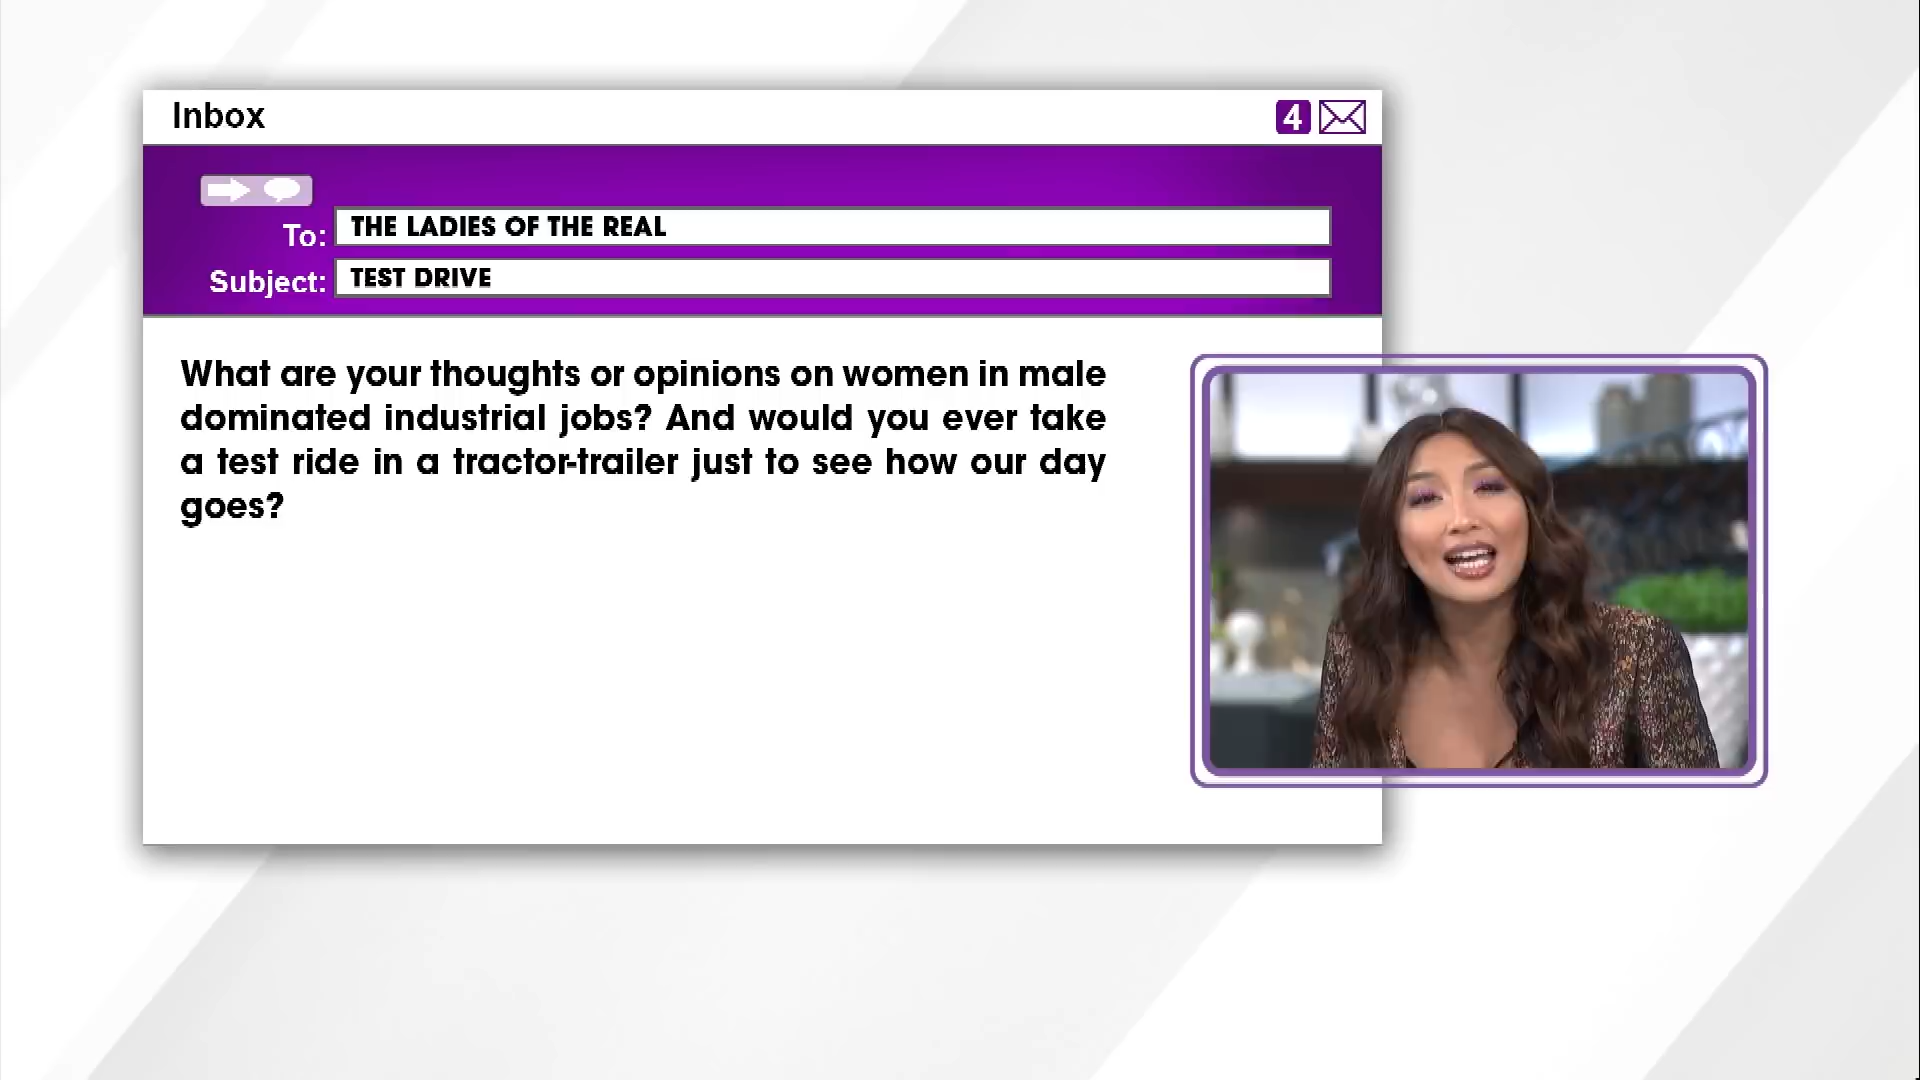 Inbox
4
To: THE LADIES OF THE REAL
Subject: TEST DRIVE
What are your thoughts or opinions on women in male
dominated industrial jobs? And would you ever take
a test ride in a tractor-trailer just to see how our day
goes?